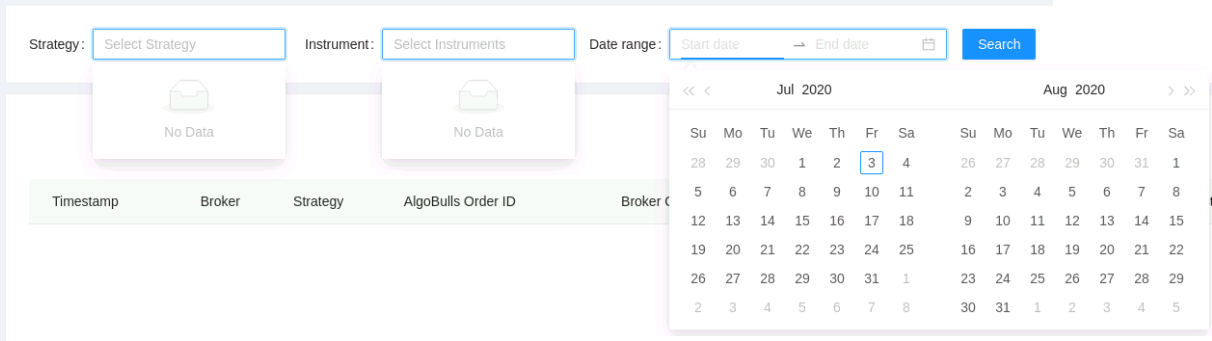 Strategy : Select Strategy Instrument : Select Instruments Date range : Start date → End date Search
No Data No Data
Jul 2020 Aug 2020
Su Mo Tu We Th Fr Sa Su Mo Tu We Th Fr Sa
28 29 30 1 2 3 4 26 27 28 29 30 31 1
5 6 7 8 9 10 11 2 3 4 5 6 7 8
12 13 14 15 16 17 18 9 10 11 12 13 14 15
19 20 21 22 23 24 25 16 17 18 19 20 21 22
26 27 28 29 30 31 1 23 24 25 26 27 28 29
2 3 4 5 6 7 8 30 31 1 2 3 4 5
Timestamp Broker Strategy AlgoBulls Order ID Broker